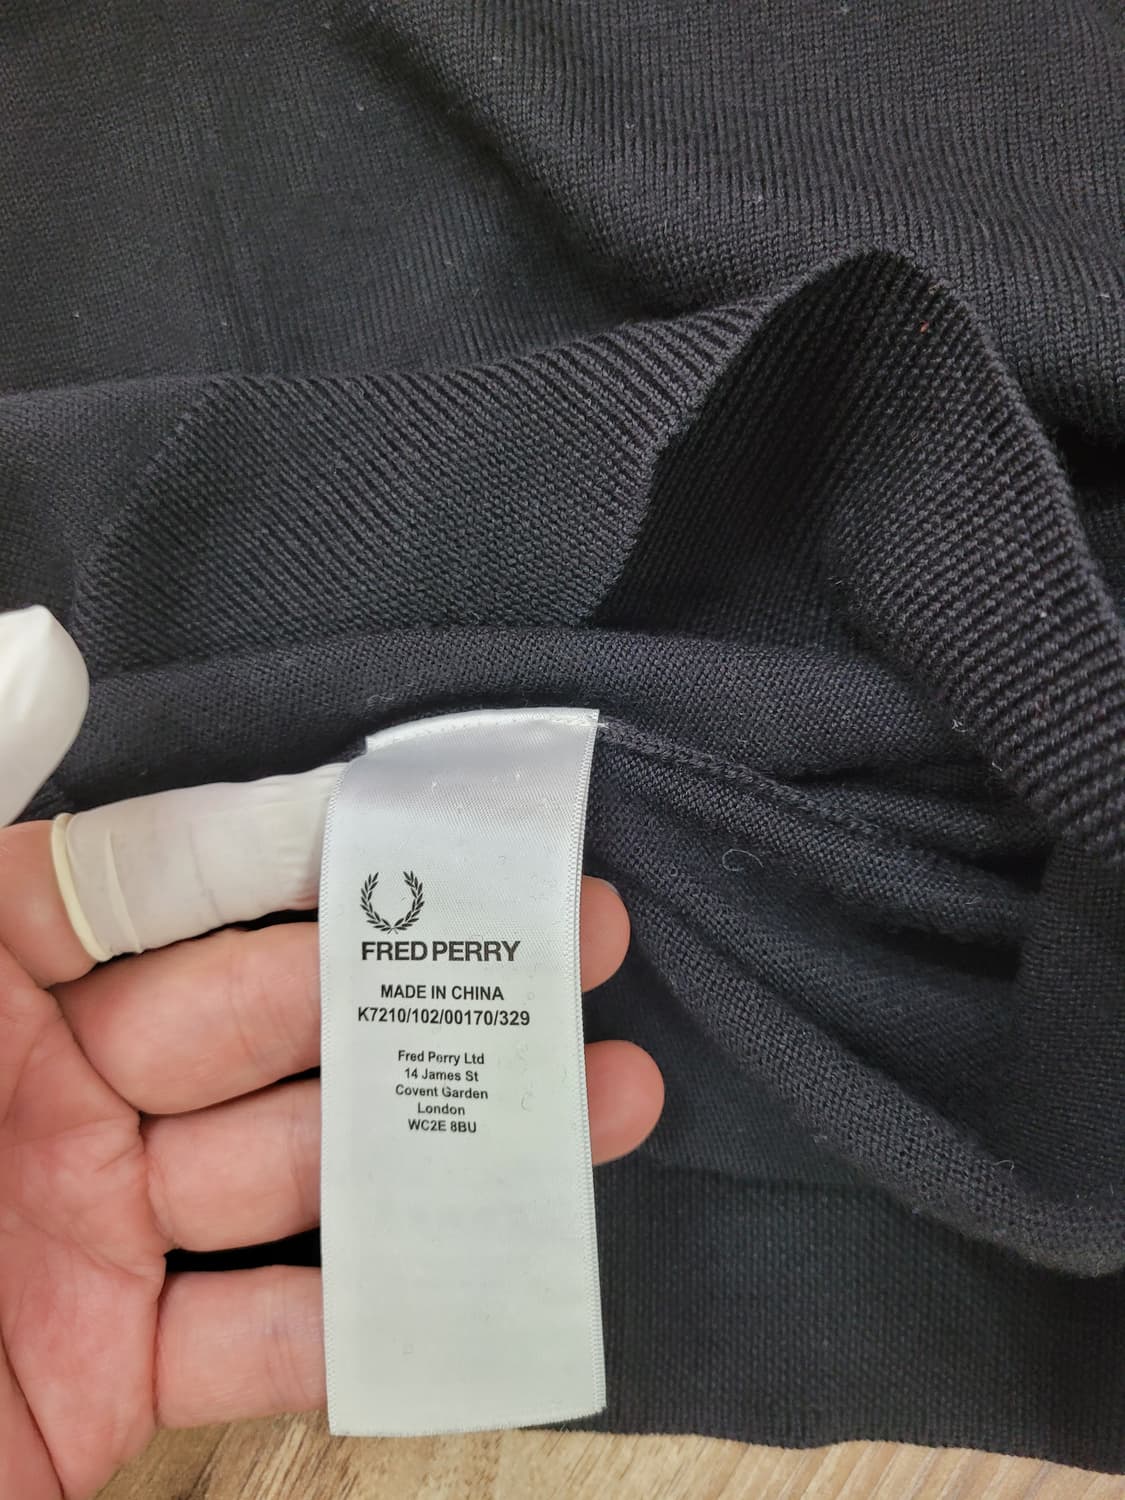 FRED PERRY
MADE IN CHINA
K7210/102/00170/329
Fred Perry Ltd
14 James St
Covent Garden
London
WC2E 8BU